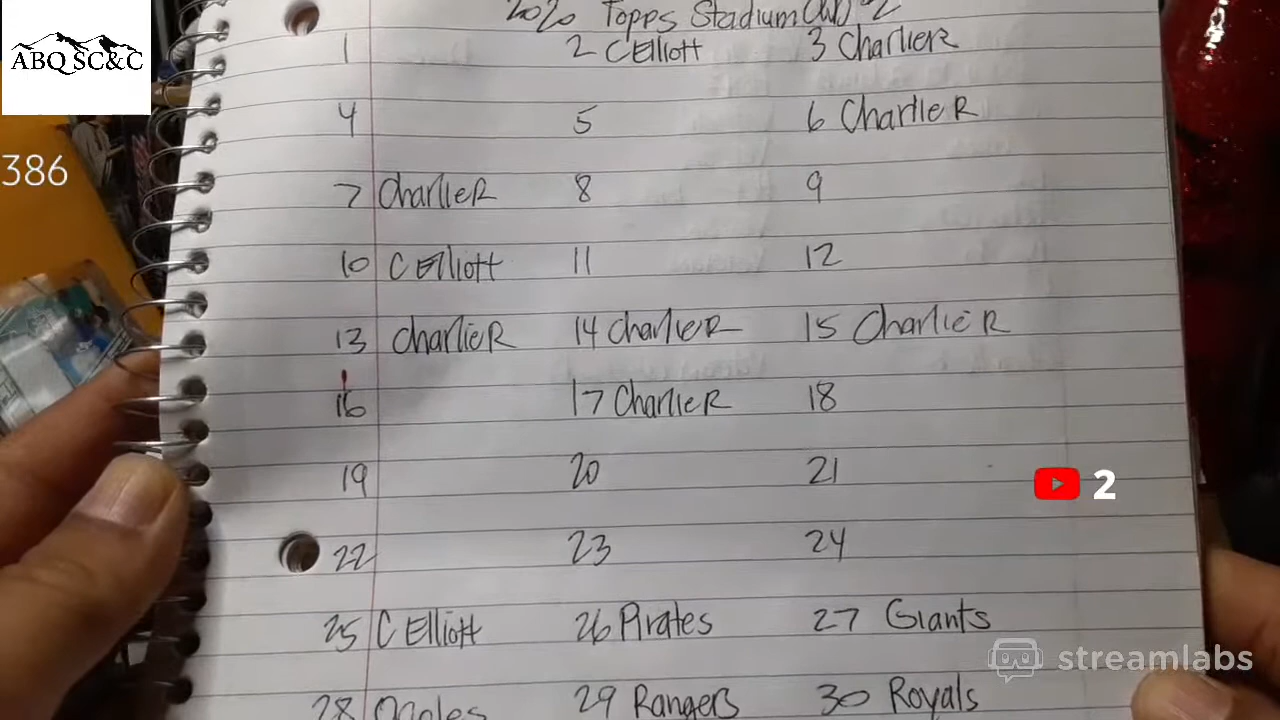 ABQ SC&C
386
2020 Topps Stadium Club #2
1 2 C Elliott 3 Charlie R
4 5 6 Charlie R
7 Charlie R 8 9
10 C Elliott 11 12
13 Charlie R 14 Charlie R 15 Charlie R
16 17 Charlie R 18
19 20 21
2
22 23 24
25 C Elliott 26 Pirates 27 Giants
streamlabs
28 29 Rangers 30 Royals